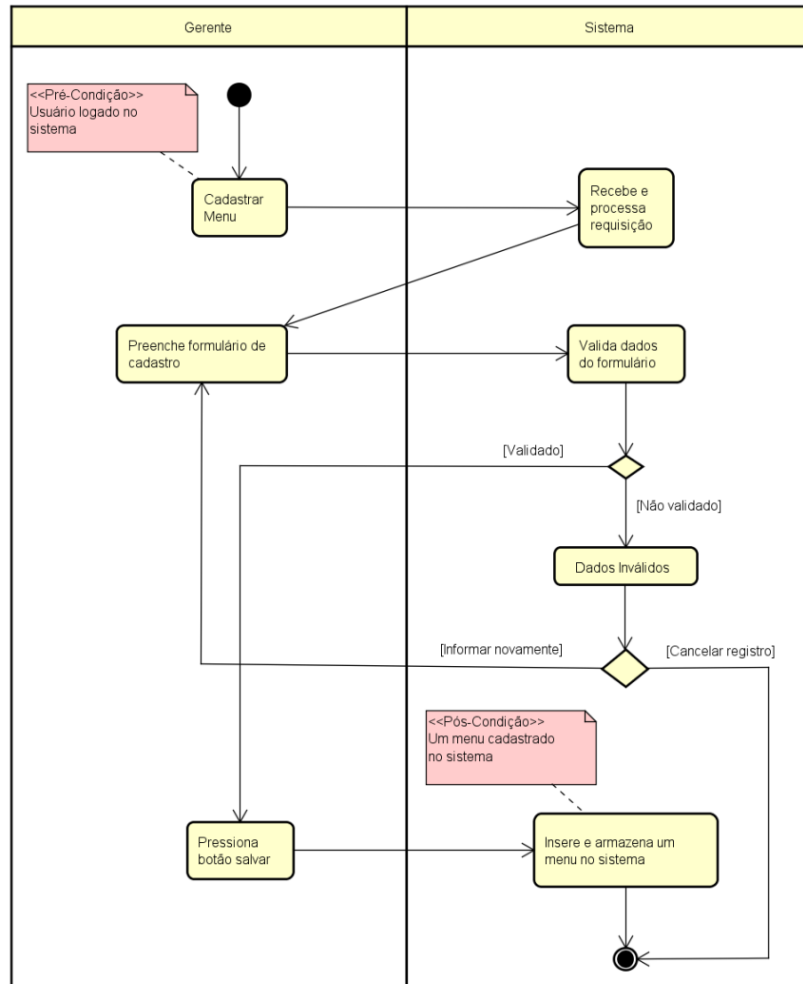 Gerente
Sistema
<<Pré-Condição>>
Usuário logado no
sistema
Cadastrar
Menu
Recebe e
processa
requisição
Preenche formulário de
cadastro
Valida dados
do formulário
[Validado]
[Não validado]
Dados Inválidos
[Informar novamente]
[Cancelar registro]
<<Pós-Condição>>
Um menu cadastrado
no sistema
Pressiona
botão salvar
Insere e armazena um
menu no sistema